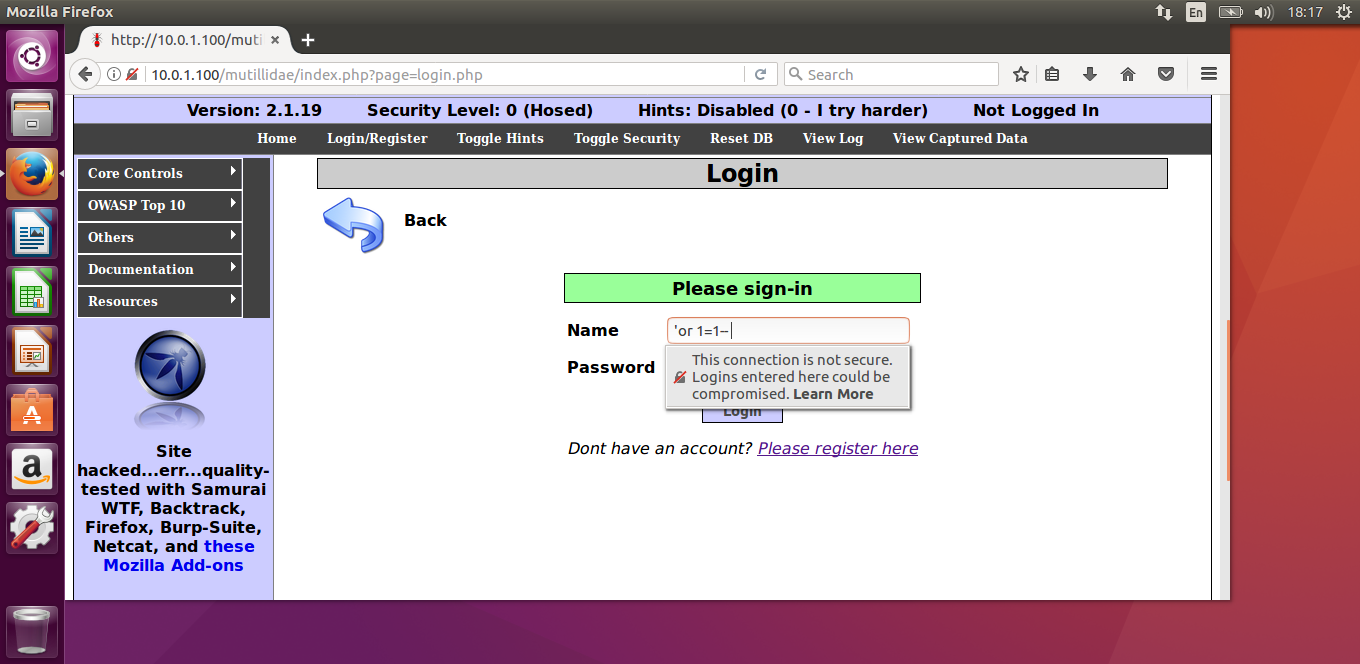 Mozilla Firefox
En
18:17
http://10.0.1.100/muti
10.0.1.100/mutillidae/index.php?page=login.php
Search
Version: 2.1.19 Security Level: 0 (Hosed) Hints: Disabled (0 - I try harder) Not Logged In
Home Login/Register Toggle Hints Toggle Security Reset DB View Log View Captured Data
Core Controls
OWASP Top 10
Others
Documentation
Resources
Site
hacked...err...quality-
tested with Samurai
WTF, Backtrack,
Firefox, Burp-Suite,
Netcat, and these
Mozilla Add-ons
Login
Back
Please sign-in
Name
'or 1=1--
Password
This connection is not secure.
Logins entered here could be
compromised. Learn More
Login
Dont have an account? Please register here